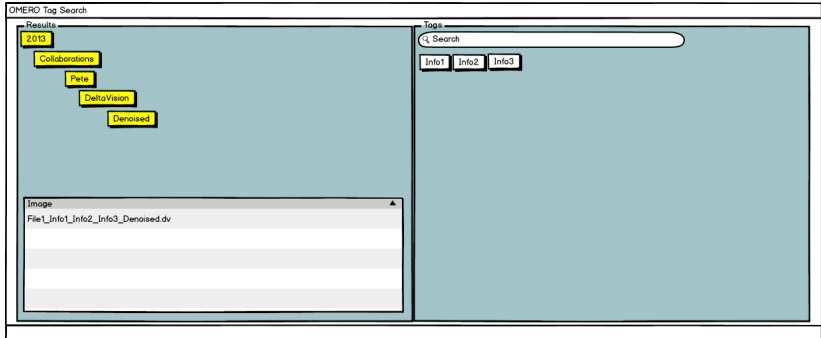 OMERO Tag Search
Results
2013
Collaborations
Pete
DeltaVision
Denoised
Image
File1_Info1_Info2_Info3_Denoised.dv
Tags
Search
Info1 Info2 Info3